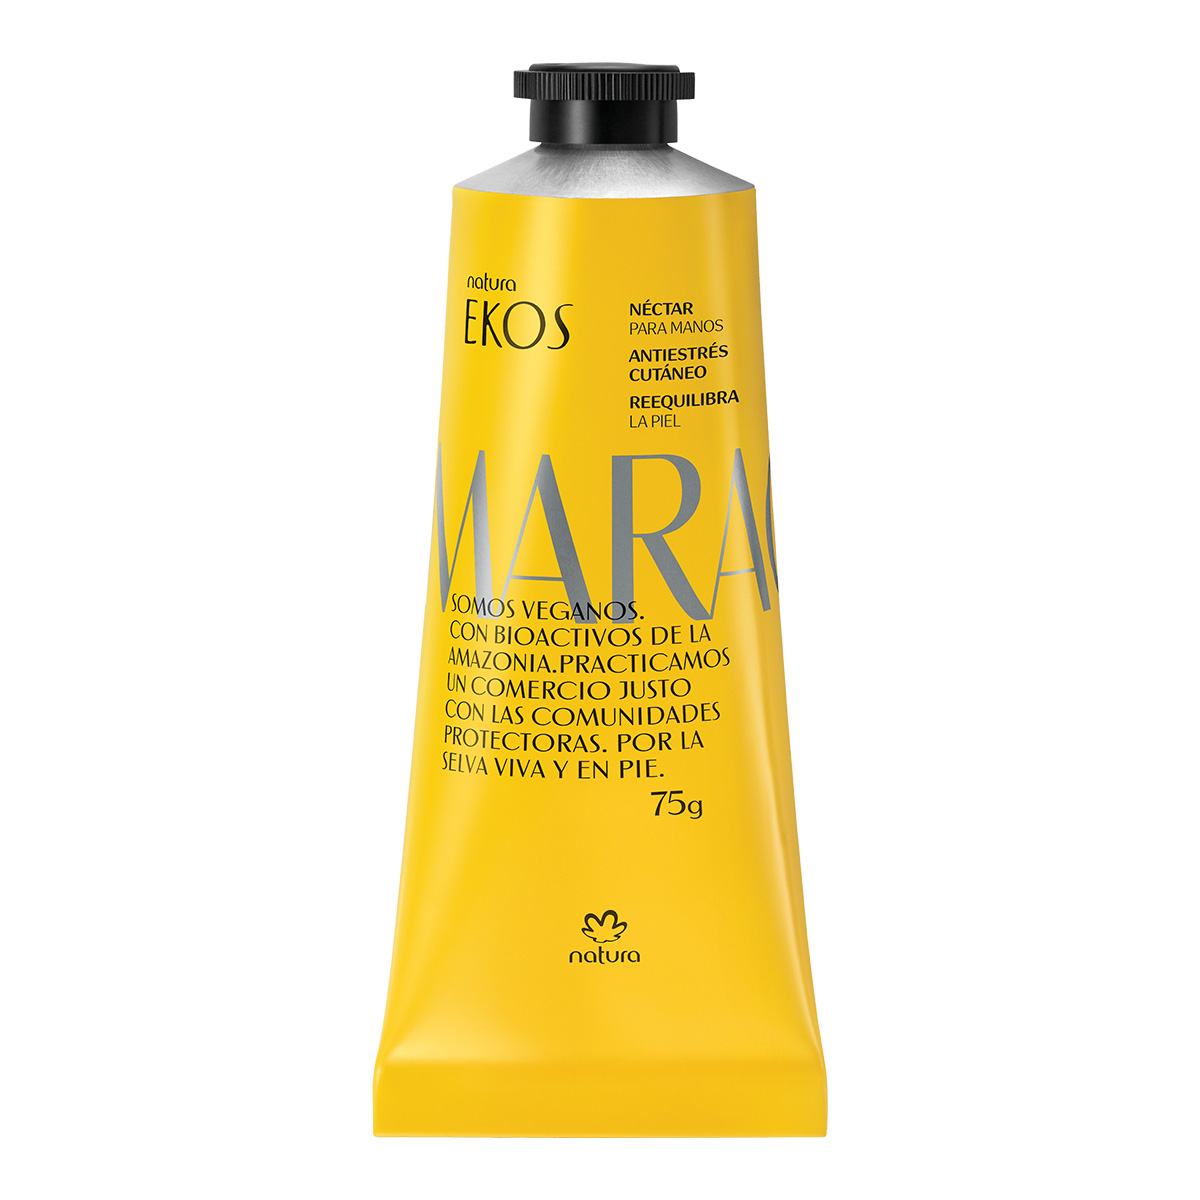 natura
EKOS
NÉCTAR
PARA MANOS
ANTIESTRÉS
CUTÁNEO
REEQUILIBRA
LA PIEL
MARAC
SOMOS VEGANOS.
CON BIOACTIVOS DE LA
AMAZONIA.PRACTICAMOS
UN COMERCIO JUSTO
CON LAS COMUNIDADES
PROTECTORAS. POR LA
SELVA VIVA Y EN PIE.
75g
natura